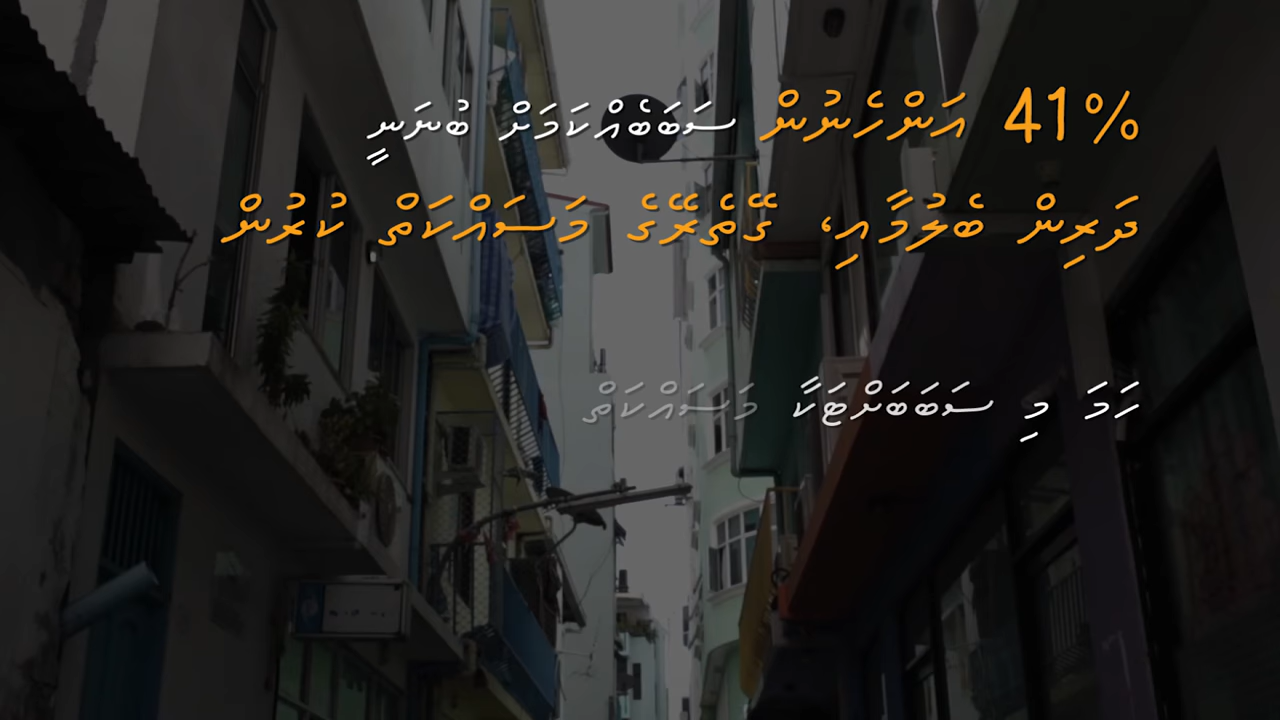 41% އަންހެނުން ސަބަބެއްކަމަށް ބުނަނީ
ދަރިން ބެލުމާއި، ގޭތެރޭގެ މަސައްކަތް ކުރުން
ހަމަ މި ސަބަބަށްޓަކާ މަސައްކަތް